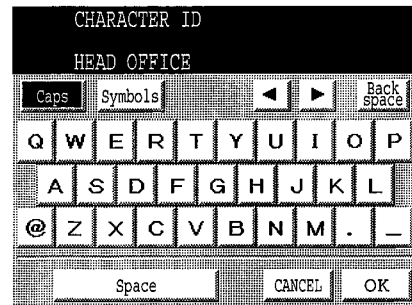 CHARACTER ID
HEAD OFFICE
Caps Symbols ◄ ► Back space
Q W E R T Y U I O P
A S D F G H J K L
@ Z X C V B N M . _
Space CANCEL OK